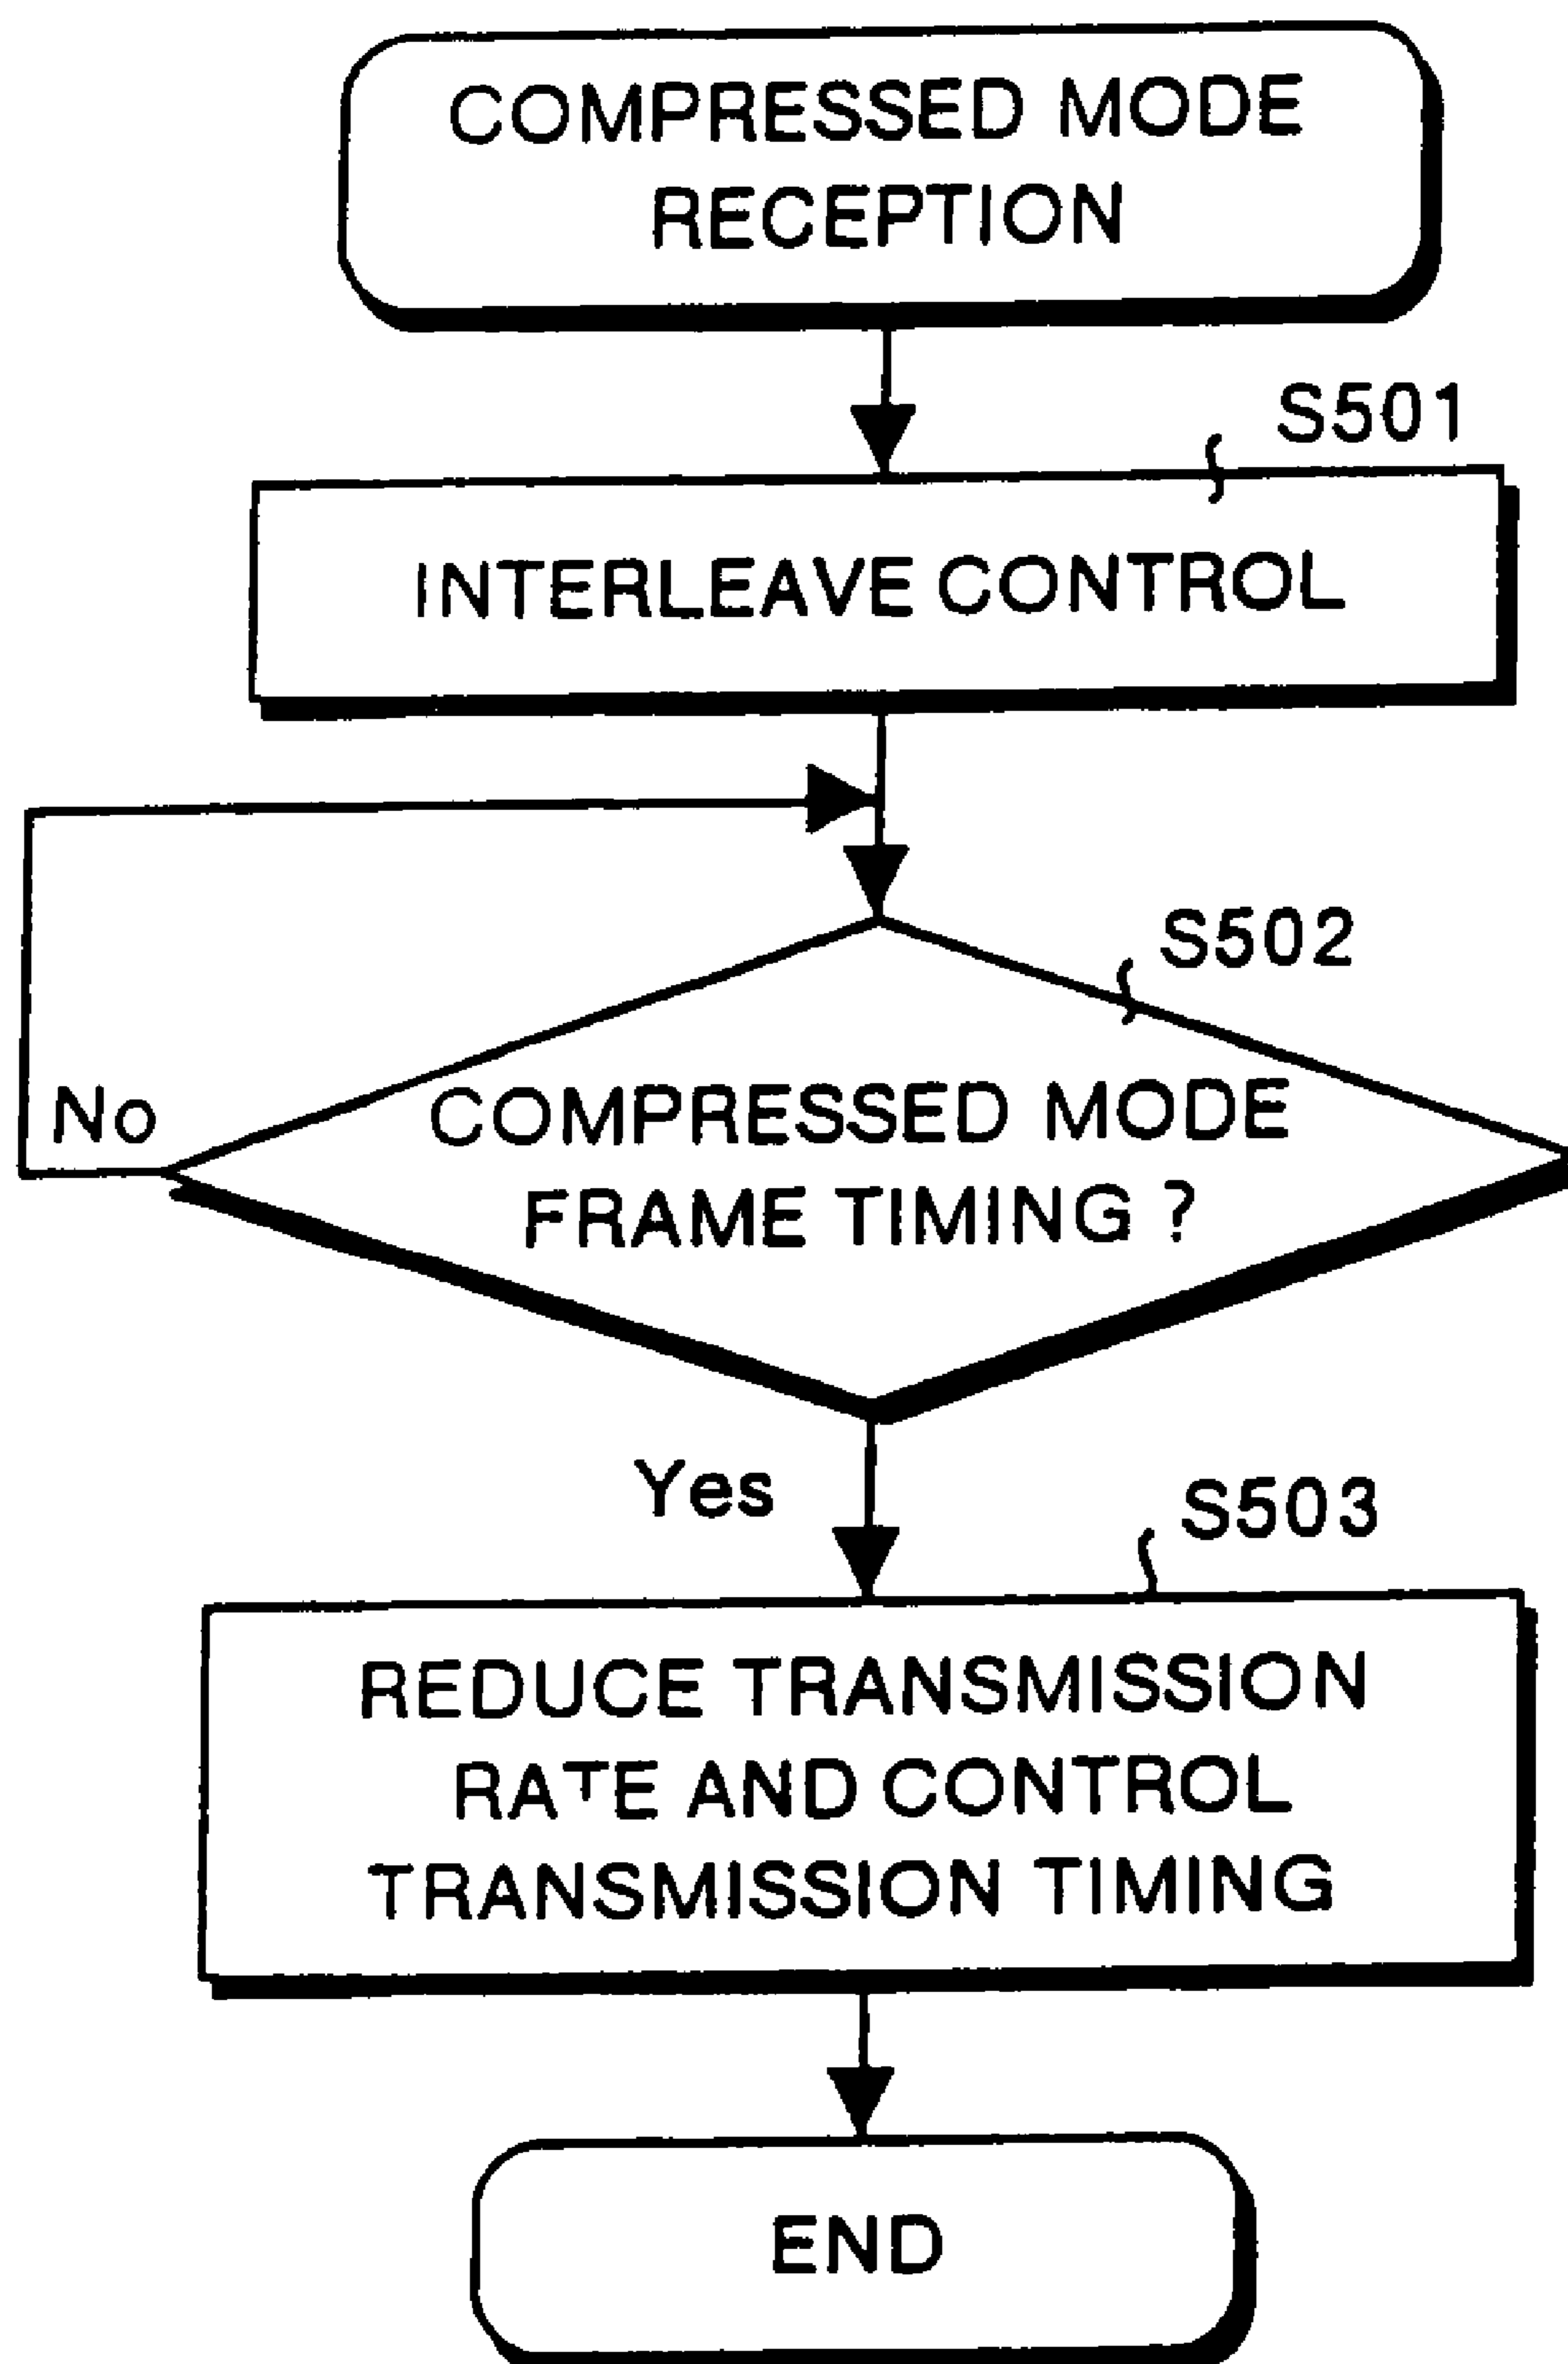 COMPRESSED MODE
RECEPTION
S501
INTERLEAVE CONTROL
S502
No
COMPRESSED MODE
FRAME TIMING ?
Yes
S503
REDUCE TRANSMISSION
RATE AND CONTROL
TRANSMISSION TIMING
END